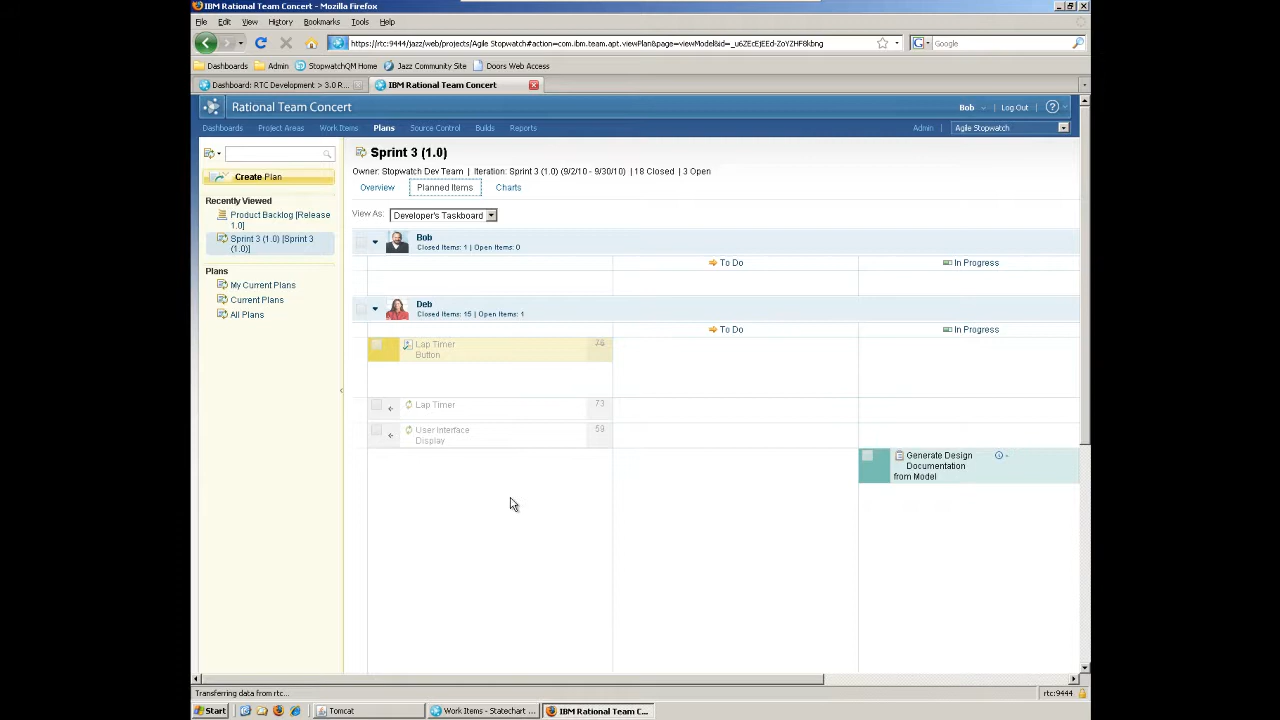 IBM Rational Team Concert - Mozilla Firefox
File Edit View History Bookmarks Tools Help
https://rtc:9444/jazz/web/projects/Agile Stopwatch#action=com.ibm.team.apt.viewPlan&page=viewModel&id=_u6ZEcEjEEd-ZoYZHF8kbng
Google
Dashboards Admin StopwatchQM Home Jazz Community Site Doors Web Access
Dashboard: RTC Development > 3.0 R...
IBM Rational Team Concert
Rational Team Concert
Bob Log Out
Dashboards Project Areas Work Items Plans Source Control Builds Reports
Admin Agile Stopwatch
Create Plan
Recently Viewed
Product Backlog [Release
1.0]
Sprint 3 (1.0) [Sprint 3
(1.0)]
Plans
My Current Plans
Current Plans
All Plans
Sprint 3 (1.0)
Owner: Stopwatch Dev Team | Iteration: Sprint 3 (1.0) (9/2/10 - 9/30/10) | 18 Closed | 3 Open
Overview Planned Items Charts
View As: Developer's Taskboard
Bob
Closed Items: 1 | Open Items: 0
To Do In Progress
Deb
Closed Items: 15 | Open Items: 1
To Do In Progress
Lap Timer 76
Button
Lap Timer 73
User Interface 59
Display
Generate Design
Documentation
from Model
Transferring data from rtc...
rtc:9444
Start
Tomcat
Work Items - Statechart ...
IBM Rational Team C...